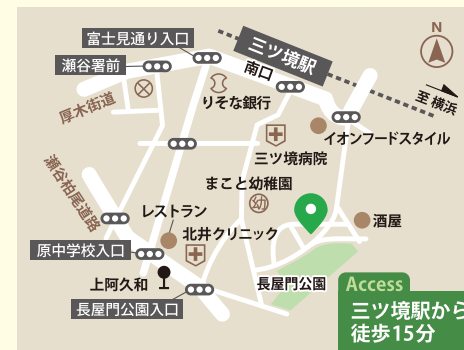 富士見通り入口
三ツ境駅
N
瀬谷署前
南口
至 横浜
厚木街道
りそな銀行
イオンフードスタイル
三ツ境病院
瀬谷柏尾道路
まこと幼稚園
幼
レストラン
酒屋
北井クリニック
原中学校入口
上阿久和
長屋門公園
長屋門公園入口
Access
三ツ境駅から
徒歩15分